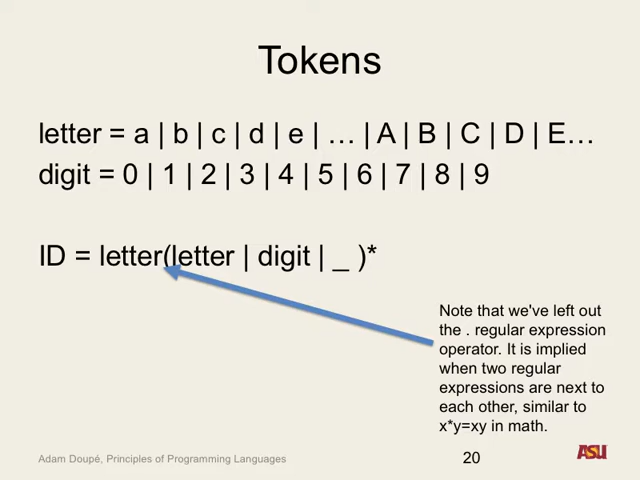 Tokens
letter = a | b | c | d | e | … | A | B | C | D | E…
digit = 0 | 1 | 2 | 3 | 4 | 5 | 6 | 7 | 8 | 9
ID = letter(letter | digit | _ )*
Note that we've left out
the . regular expression
operator. It is implied
when two regular
expressions are next to
each other, similar to
x*y=xy in math.
Adam Doupé, Principles of Programming Languages
20
ASU